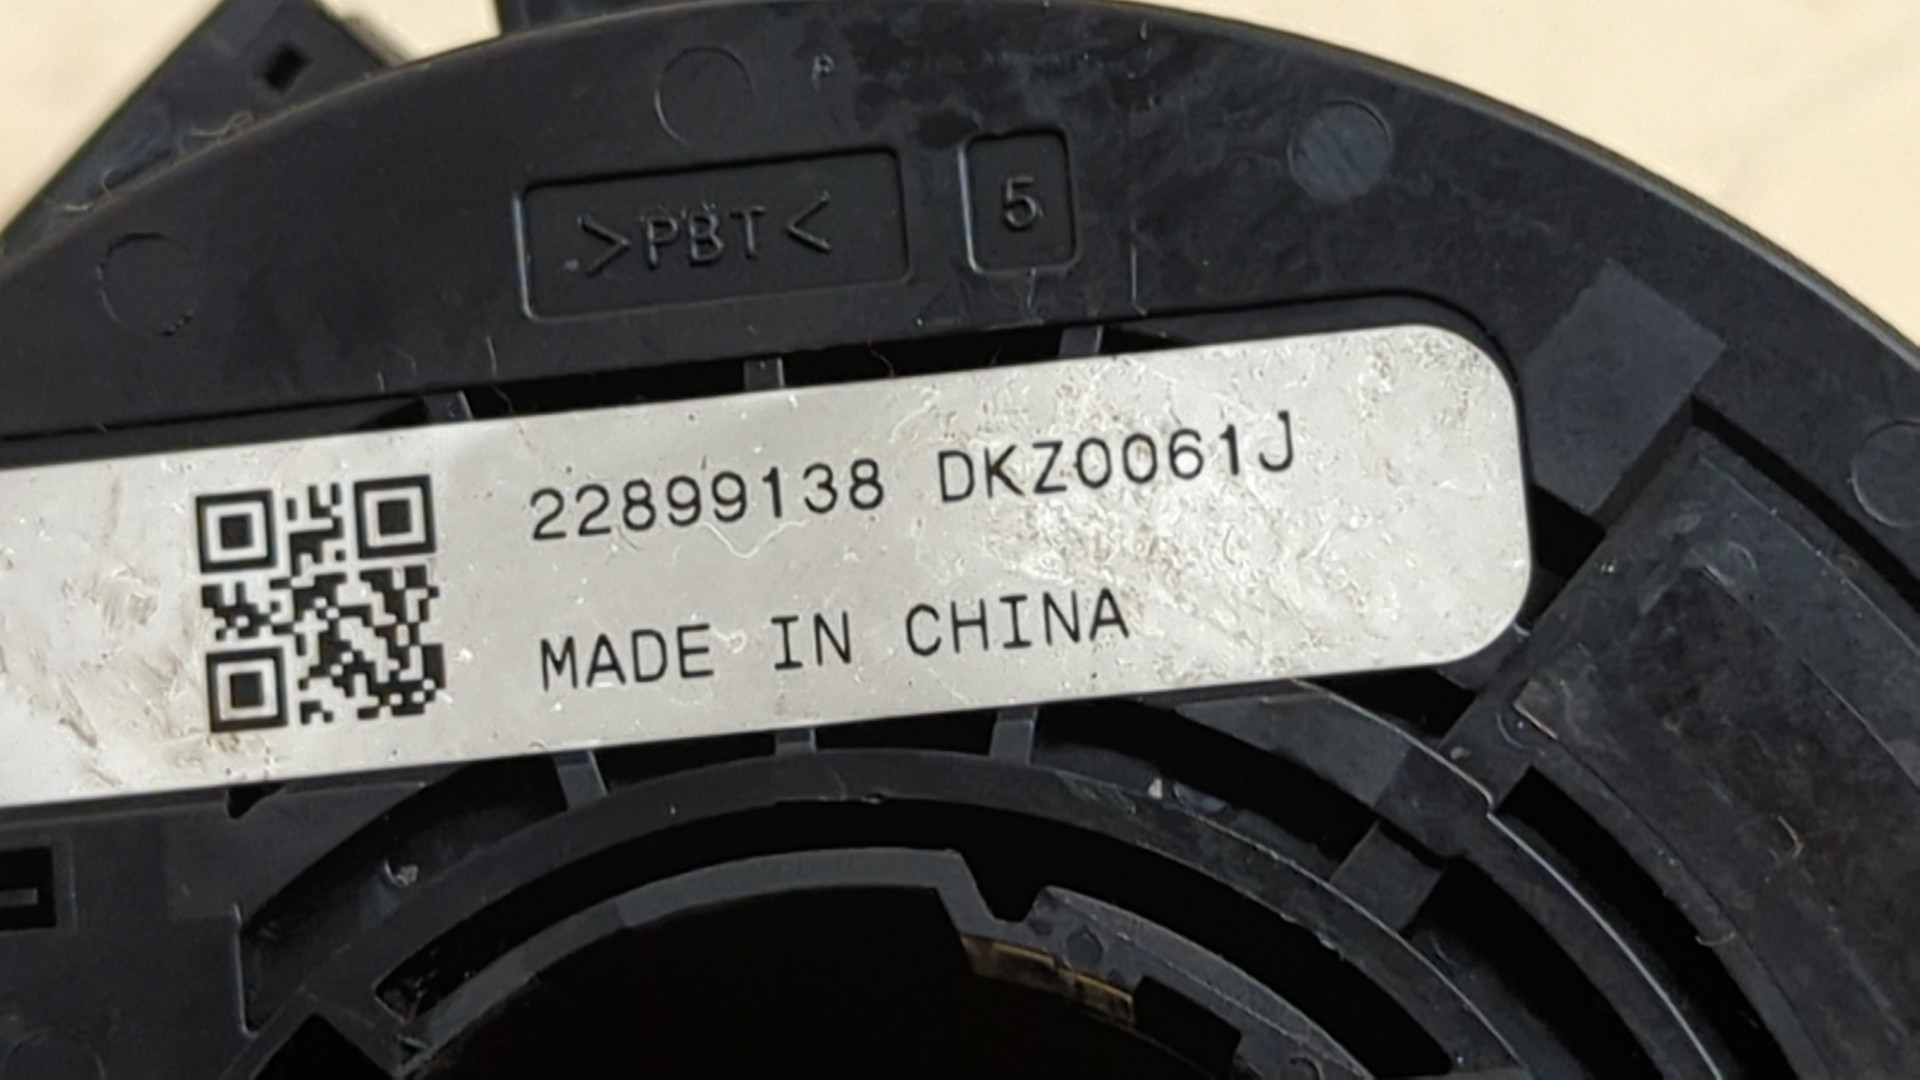 >PBT< 5
22899138 DKZ0061J
MADE IN CHINA